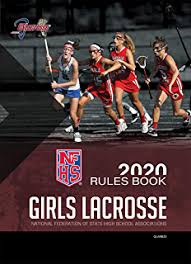 2020
NFHS
RULES BOOK
GIRLS LACROSSE
NATIONAL FEDERATION OF STATE HIGH SCHOOL ASSOCIATIONS